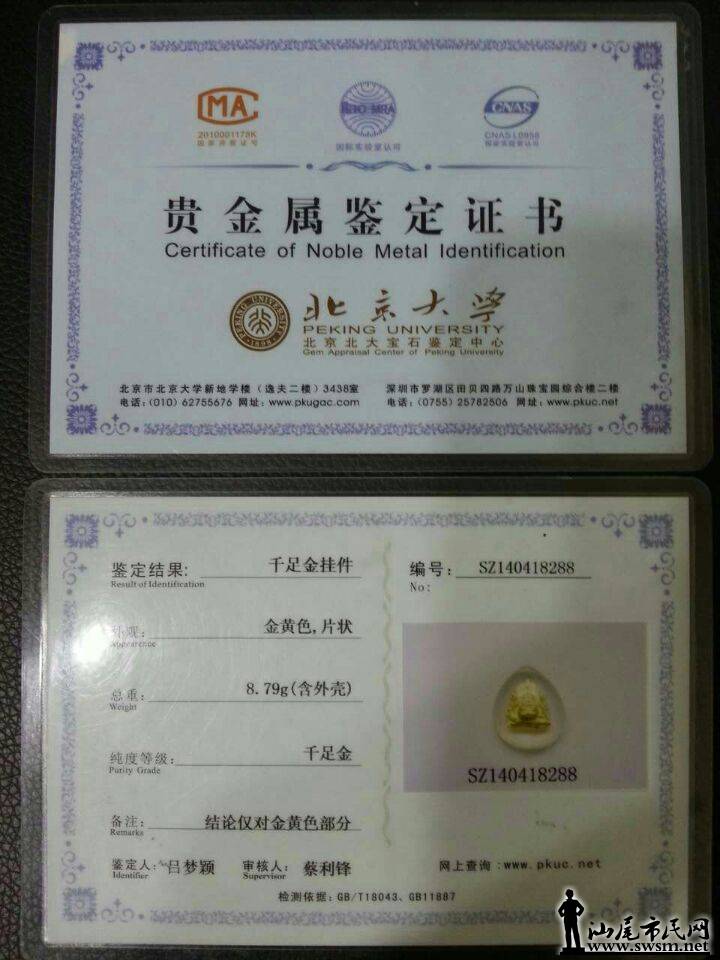 MA
ILAC-MRA
CNAS
2010001178K
国家质检证号
国际实验室认可
CNAS L0958
国家实验室认可
贵金属鉴定证书
Certificate of Noble Metal Identification
PEKING UNIVERSITY
1898
北京大学
PEKING UNIVERSITY
北京北大宝石鉴定中心
Gem Appraisal Center of Peking University
北京市北京大学新地学楼（逸夫二楼）3438室
电话：(010) 62755676 网址：www.pkugac.com
深圳市罗湖区田贝四路万山珠宝园综合楼二楼
电话：(0755) 25782506 网址：www.pkuc.net
鉴定结果: 千足金挂件
Result of Identification
外观: 金黄色,片状
Appearence
总重: 8.79g(含外壳)
Weight
纯度等级: 千足金
Purity Grade
备注: 结论仅对金黄色部分
Remarks
鉴定人: 吕梦颖 审核人: 蔡利锋
Identifier Supervisor
编号: SZ140418288
No:
SZ140418288
网上查询:www.pkuc.net
检测依据: GB/T18043、GB11887
汕尾市民网
www.swsm.net